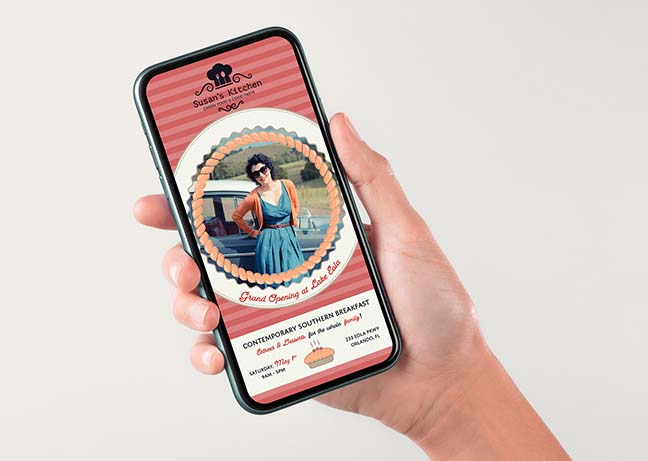 Susan's Kitchen
GREEN FOOD & GOOD TASTE
Grand Opening at Lake Eola
CONTEMPORARY SOUTHERN BREAKFAST
Entrees & Desserts for the whole family!
SATURDAY, May 1st
9AM - 5PM
233 EOLA PKWY
ORLANDO, FL